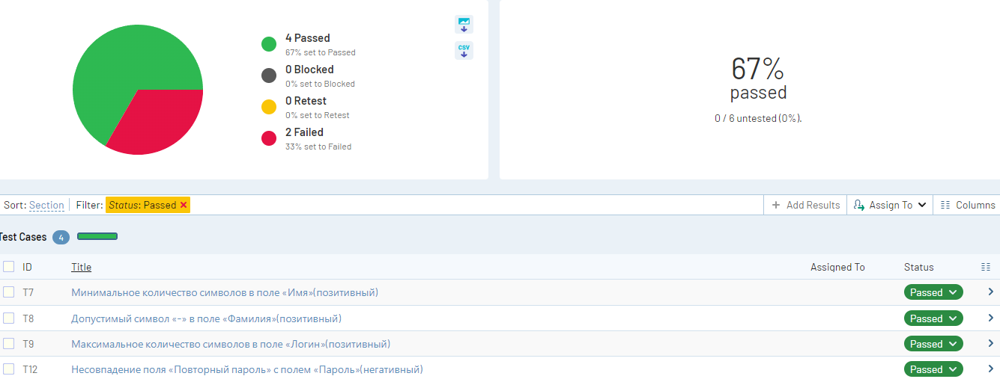 4 Passed
67% set to Passed
0 Blocked
0% set to Blocked
0 Retest
0% set to Retest
2 Failed
33% set to Failed
CSV
67%
passed
0 / 6 untested (0%).
Sort: Section Filter: Status: Passed × + Add Results Assign To Columns
Test Cases 4
ID Title Assigned To Status
T7 Минимальное количество символов в поле «Имя»(позитивный) Passed
T8 Допустимый символ «-» в поле «Фамилия»(позитивный) Passed
T9 Максимальное количество символов в поле «Логин»(позитивный) Passed
T12 Несовпадение поля «Повторный пароль» с полем «Пароль»(негативный) Passed